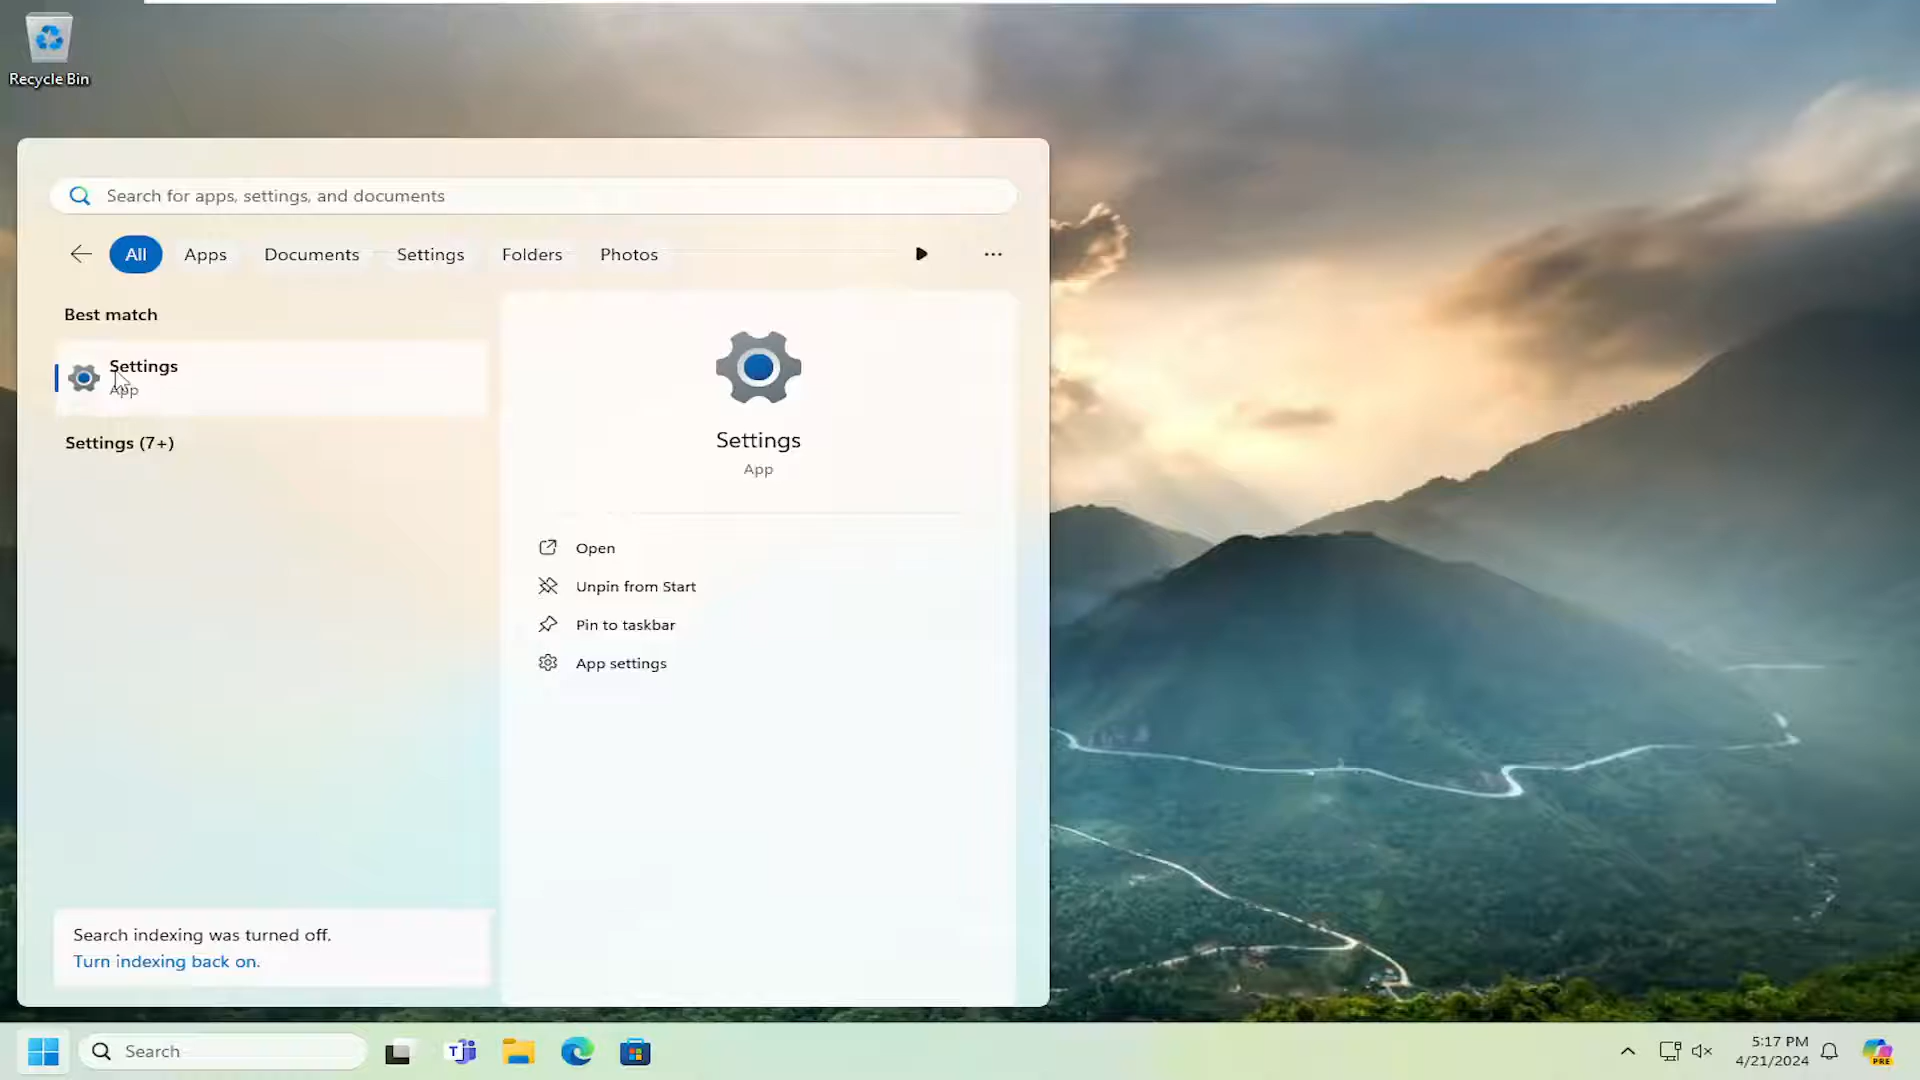 Recycle Bin
Search for apps, settings, and documents
All Apps Documents Settings Folders Photos
Best match
Settings
App
Settings (7+)
Settings
App
Open
Unpin from Start
Pin to taskbar
App settings
Search indexing was turned off.
Turn indexing back on.
Search
5:17 PM
4/21/2024
PRE